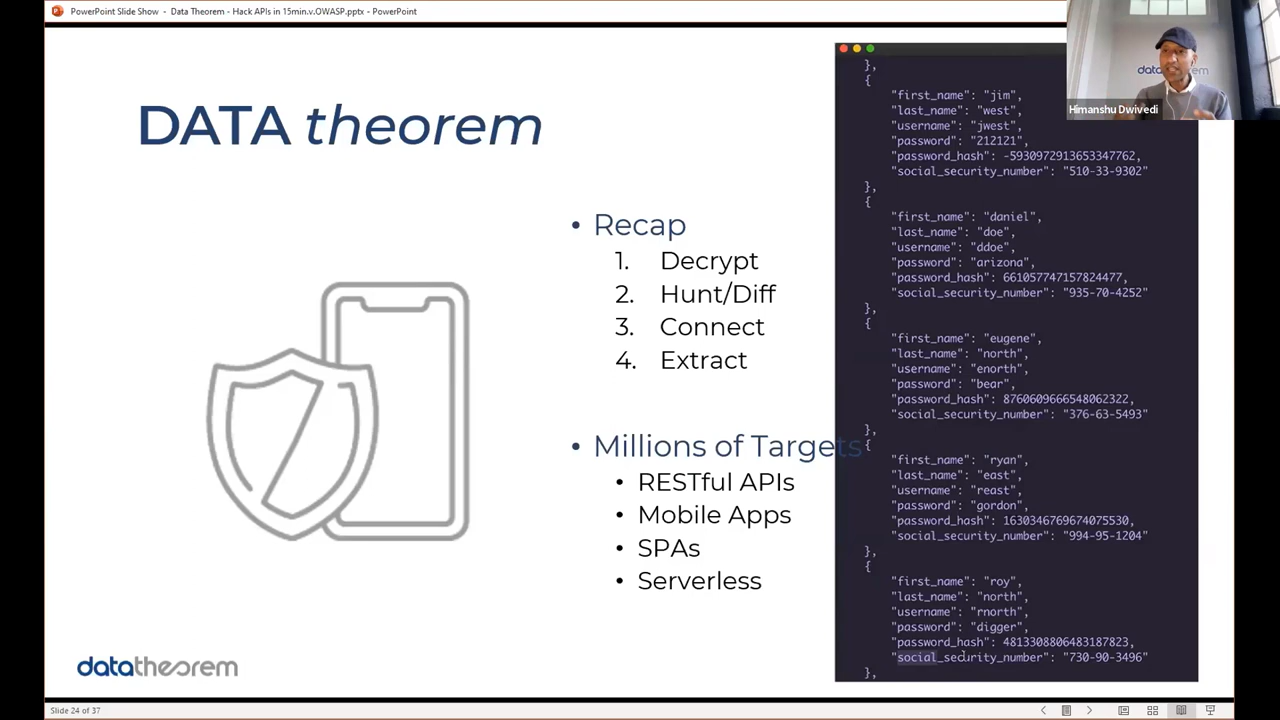 PowerPoint Slide Show - Data Theorem - Hack APIs in 15min.v.OWASP.pptx - PowerPoint
Himanshu Dwivedi
DATA theorem
• Recap
1. Decrypt
2. Hunt/Diff
3. Connect
4. Extract
• Millions of Targets
• RESTful APIs
• Mobile Apps
• SPAs
• Serverless
},
{
"first_name": "jim",
"last_name": "west",
"username": "jwest",
"password": "212121",
"password_hash": -5930972913653347762,
"social_security_number": "510-33-9302"
},
{
"first_name": "daniel",
"last_name": "doe",
"username": "ddoe",
"password": "arizona",
"password_hash": 661057747157824477,
"social_security_number": "935-70-4252"
},
{
"first_name": "eugene",
"last_name": "north",
"username": "enorth",
"password": "bear",
"password_hash": 8760609666548062322,
"social_security_number": "376-63-5493"
},
{
"first_name": "ryan",
"last_name": "east",
"username": "reast",
"password": "gordon",
"password_hash": 1630346769674075530,
"social_security_number": "994-95-1204"
},
{
"first_name": "roy",
"last_name": "north",
"username": "rnorth",
"password": "digger",
"password_hash": 4813308806483187823,
"social_security_number": "730-90-3496"
},
datatheorem
Slide 24 of 37